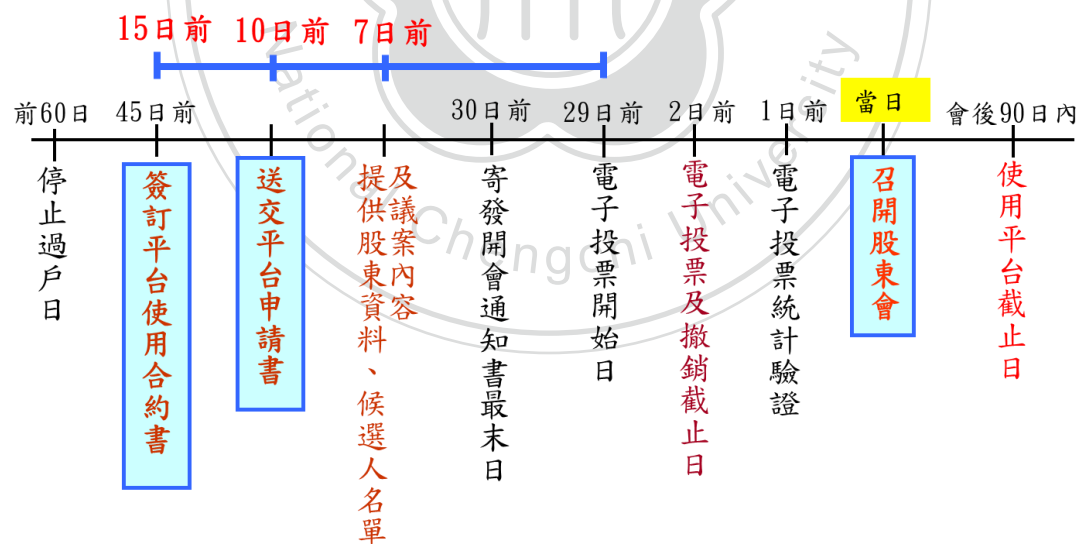 15日前 10日前 7日前
前60日 45日前 30日前 29日前 2日前 1日前 當日 會後90日內
停止過戶日
簽訂平台使用合約書
送交平台申請書
提供股東資料、候選人名單
及議案內容
寄發開會通知書最末日
電子投票開始日
電子投票及撤銷截止日
電子投票統計驗證
召開股東會
使用平台截止日
National Chengchi University